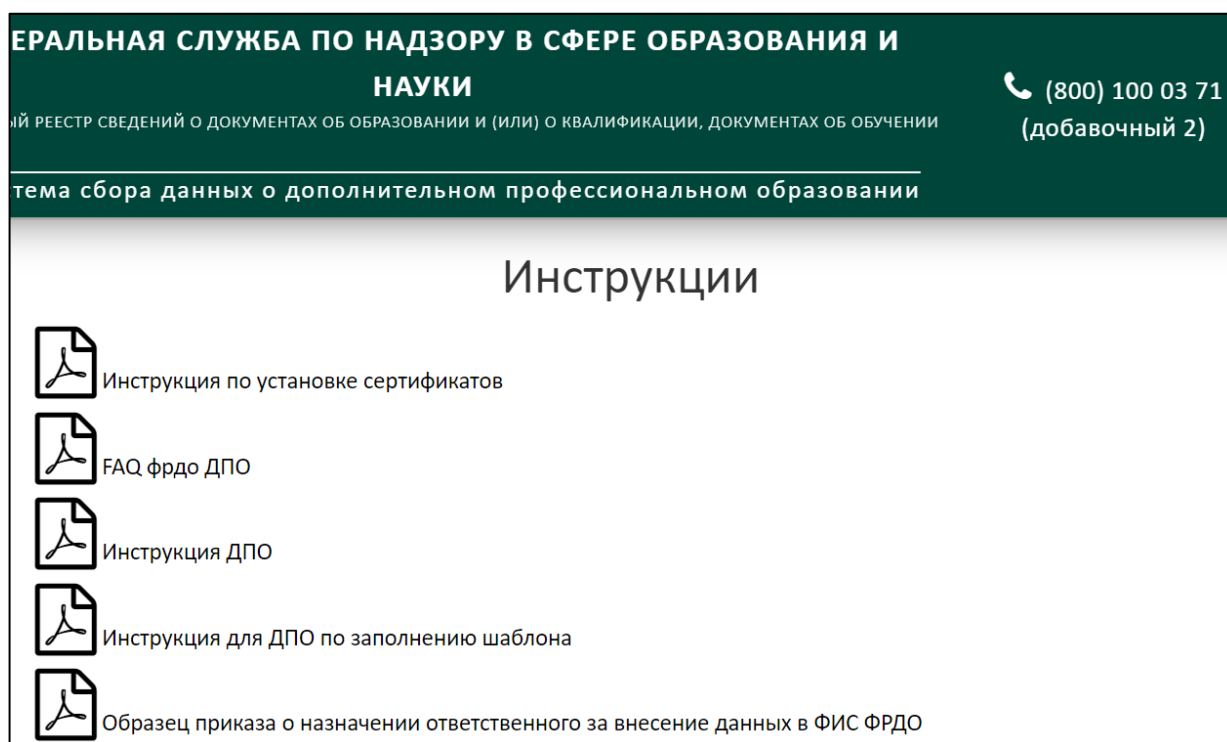 ЕРАЛЬНАЯ СЛУЖБА ПО НАДЗОРУ В СФЕРЕ ОБРАЗОВАНИЯ И
НАУКИ
ЫЙ РЕЕСТР СВЕДЕНИЙ О ДОКУМЕНТАХ ОБ ОБРАЗОВАНИИ И (ИЛИ) О КВАЛИФИКАЦИИ, ДОКУМЕНТАХ ОБ ОБУЧЕНИИ
тема сбора данных о дополнительном профессиональном образовании
(800) 100 03 71
(добавочный 2)
Инструкции
Инструкция по установке сертификатов
FAQ фрдо ДПО
Инструкция ДПО
Инструкция для ДПО по заполнению шаблона
Образец приказа о назначении ответственного за внесение данных в ФИС ФРДО